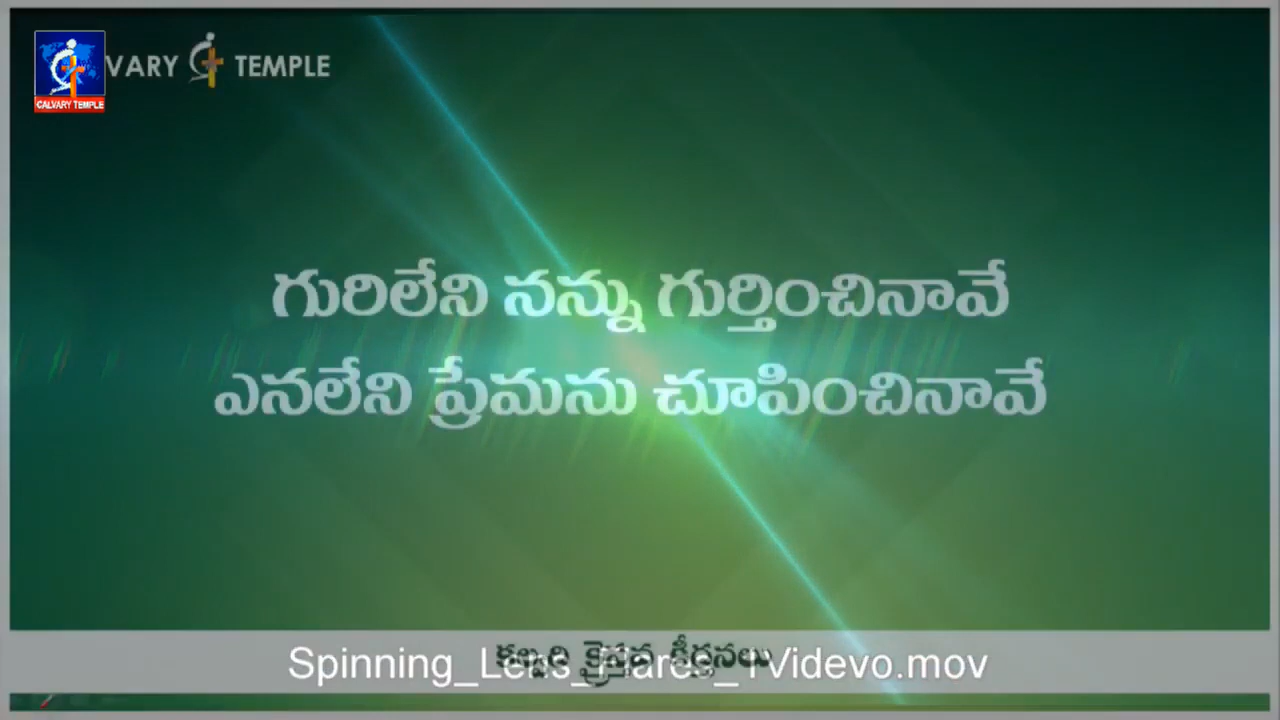 VARY TEMPLE
CALVARY TEMPLE
గురిలేని నన్ను గుర్తించినావే
ఎనలేని ప్రేమను చూపించినావే
Spinning_Lens_Flares_1Videvo.mov